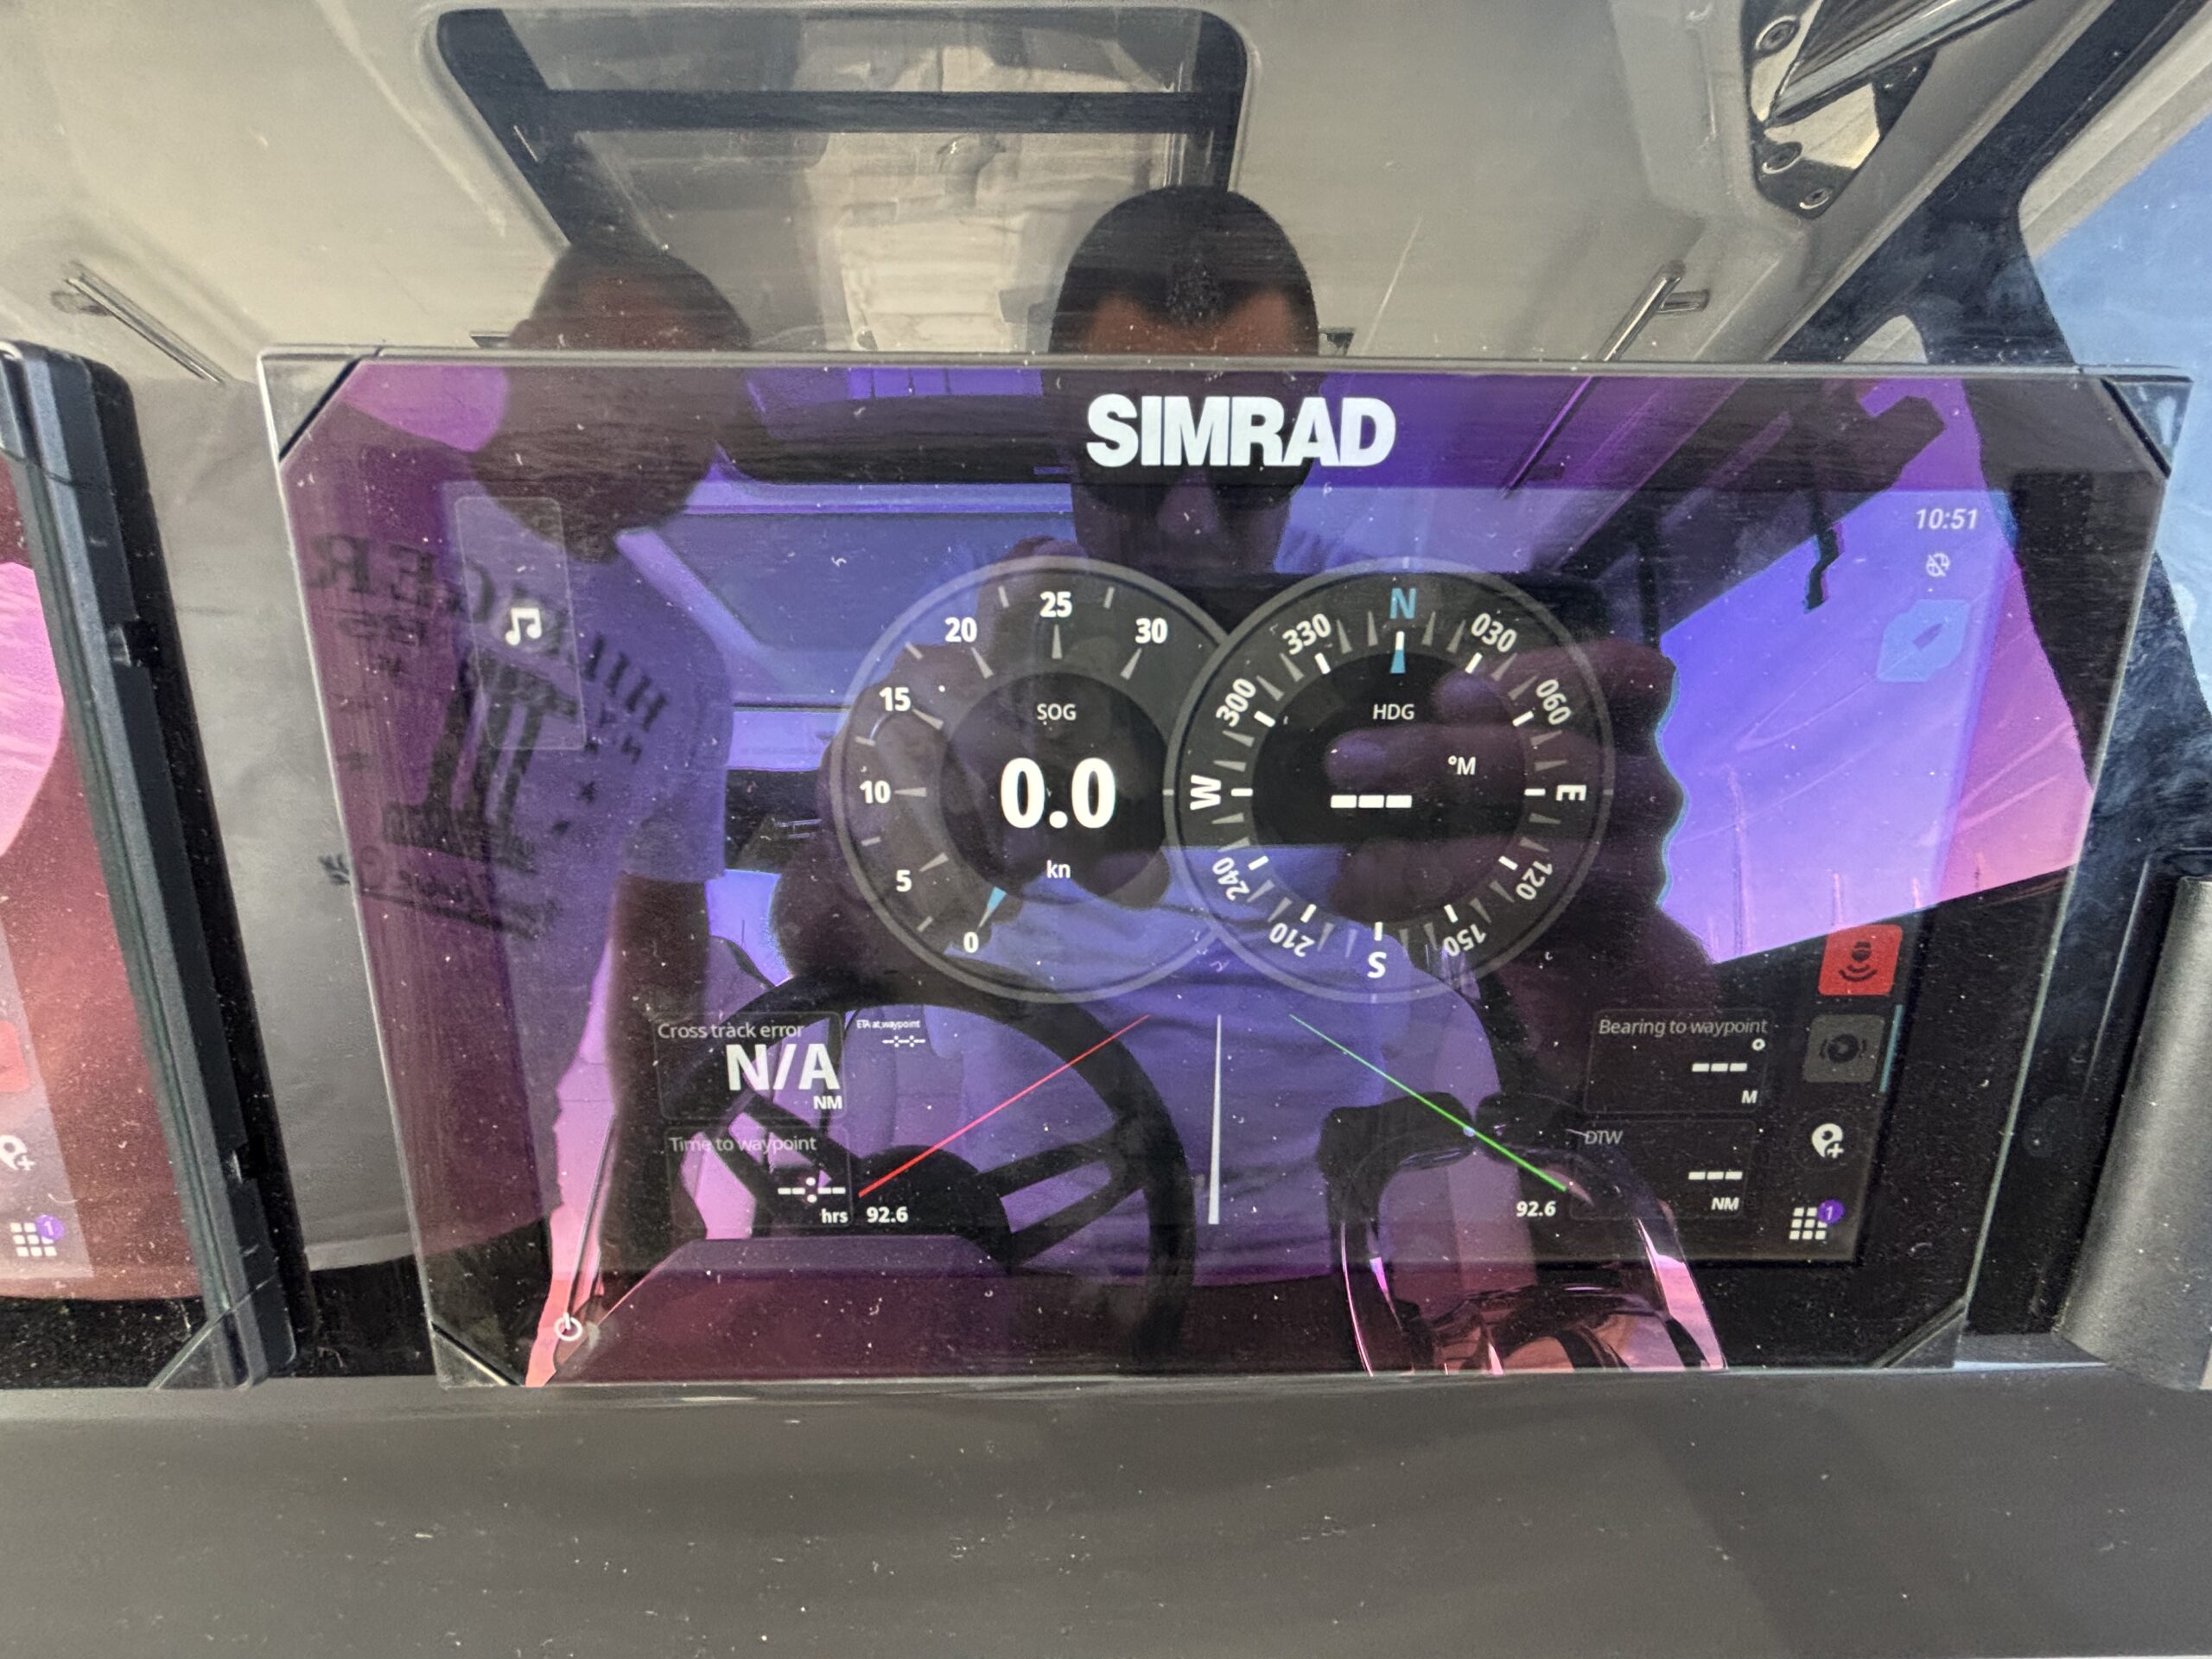 SIMRAD
10:51
25
20
30
15
10
5
0
SOG
0.0
kn
N
330
030
300
060
W
E
240
120
210
150
S
HDG
°M
---
Cross track error
N/A
NM
ETA at waypoint
--:--
Time to waypoint
--:--
hrs
92.6
92.6
Bearing to waypoint
°
---
M
DTW
---
NM
1
1